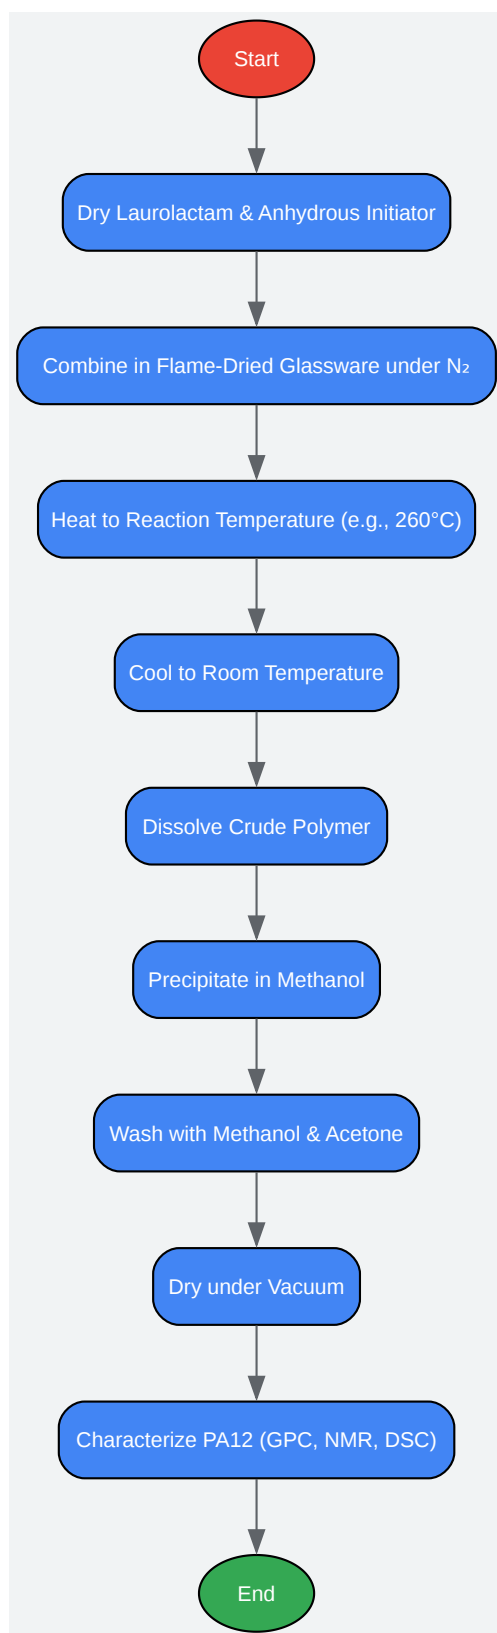 Start
Dry Laurolactam & Anhydrous Initiator
Combine in Flame-Dried Glassware under N₂
Heat to Reaction Temperature (e.g., 260°C)
Cool to Room Temperature
Dissolve Crude Polymer
Precipitate in Methanol
Wash with Methanol & Acetone
Dry under Vacuum
Characterize PA12 (GPC, NMR, DSC)
End